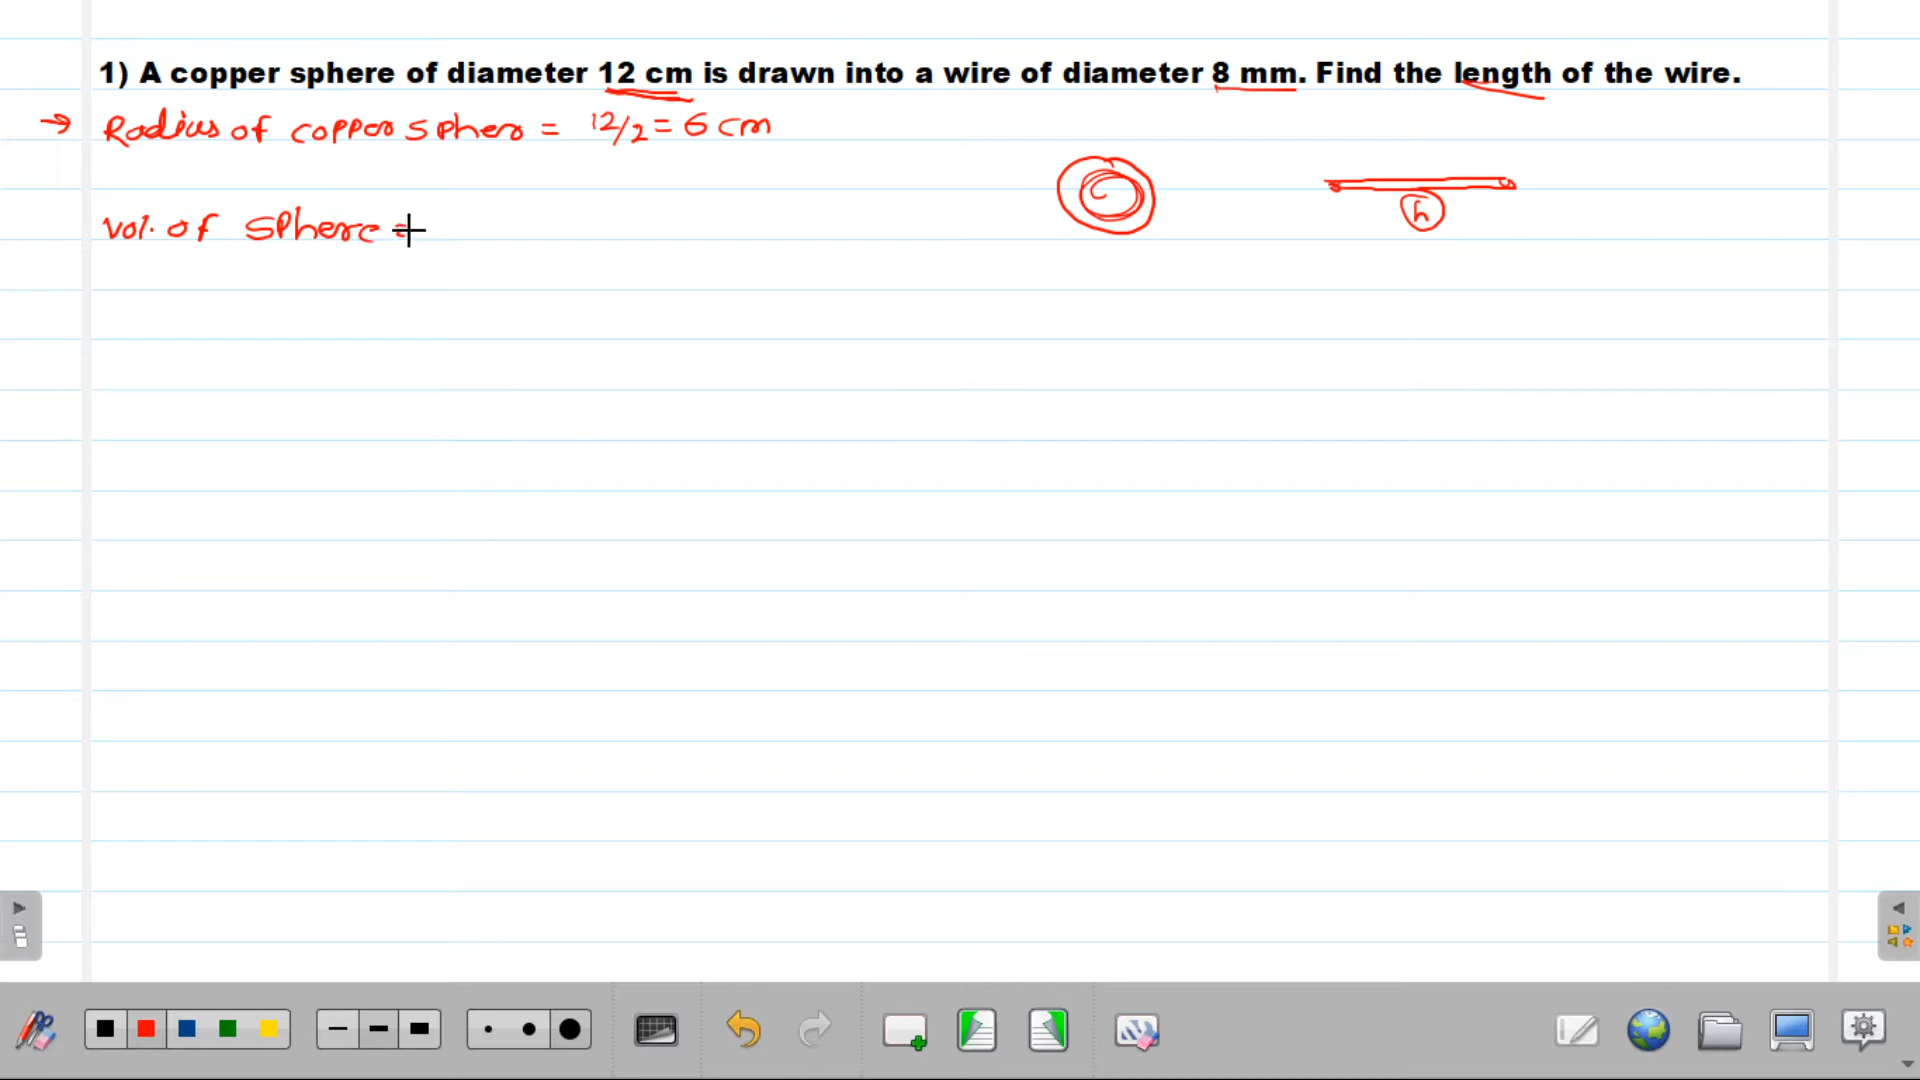 1) A copper sphere of diameter 12 cm is drawn into a wire of diameter 8 mm. Find the length of the wire.
→ Radius of copper sphere = 12/2 = 6 cm
h
Vol. of sphere =